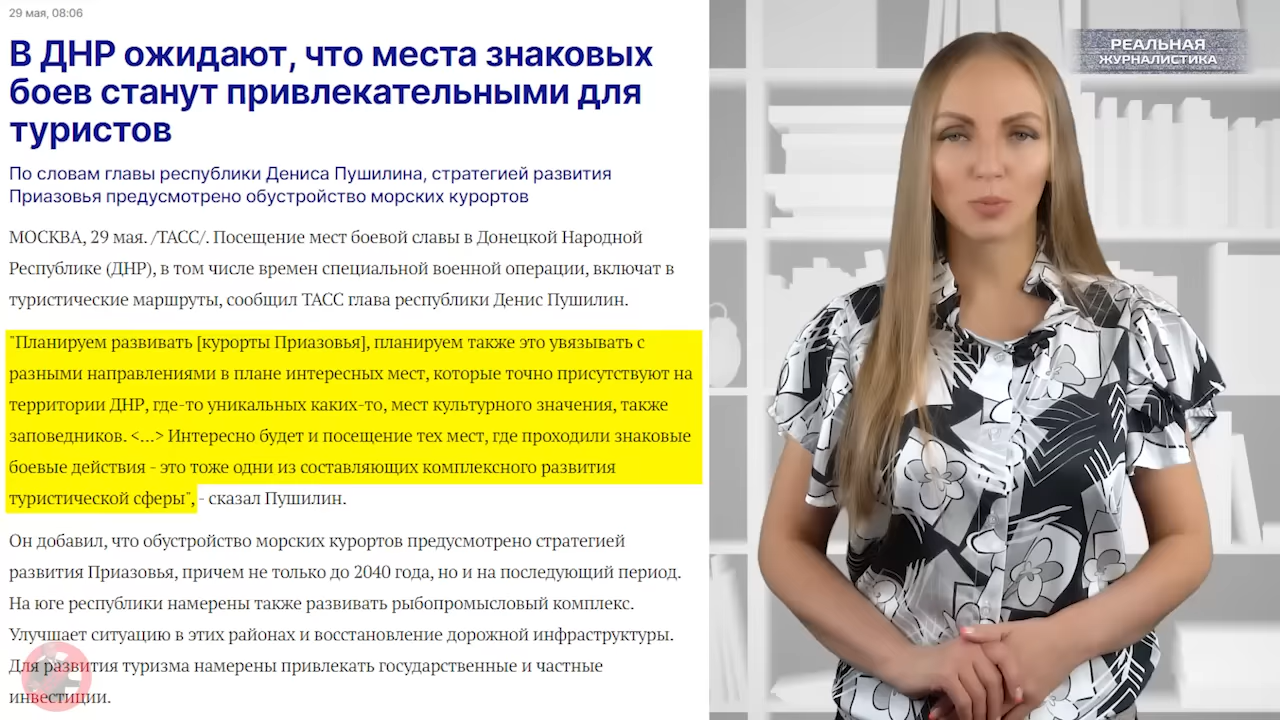 29 мая, 08:06
В ДНР ожидают, что места знаковых
боев станут привлекательными для
туристов
По словам главы республики Дениса Пушилина, стратегией развития
Приазовья предусмотрено обустройство морских курортов
МОСКВА, 29 мая. /ТАСС/. Посещение мест боевой славы в Донецкой Народной
Республике (ДНР), в том числе времен специальной военной операции, включат в
туристические маршруты, сообщил ТАСС глава республики Денис Пушилин.
"Планируем развивать [курорты Приазовья], планируем также это увязывать с
разными направлениями в плане интересных мест, которые точно присутствуют на
территории ДНР, где-то уникальных каких-то, мест культурного значения, также
заповедников. <...> Интересно будет и посещение тех мест, где проходили знаковые
боевые действия - это тоже одни из составляющих комплексного развития
туристической сферы", - сказал Пушилин.
Он добавил, что обустройство морских курортов предусмотрено стратегией
развития Приазовья, причем не только до 2040 года, но и на последующий период.
На юге республики намерены также развивать рыбопромысловый комплекс.
Улучшает ситуацию в этих районах и восстановление дорожной инфраструктуры.
Для развития туризма намерены привлекать государственные и частные
инвестиции.
РЕАЛЬНАЯ
ЖУРНАЛИСТИКА